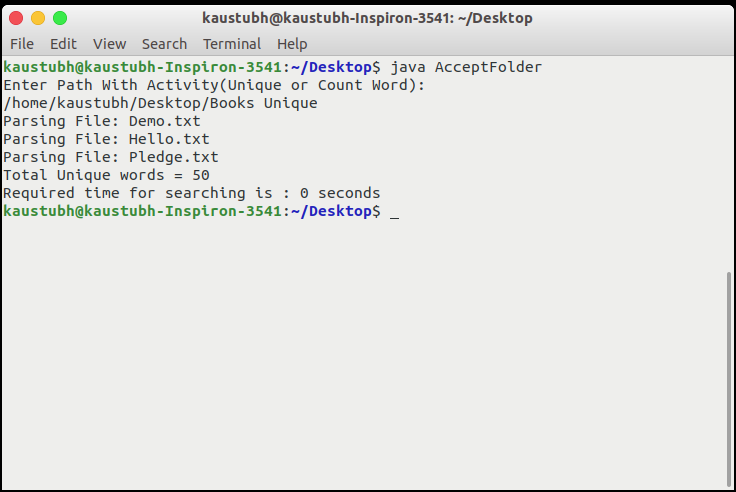 kaustubh@kaustubh-Inspiron-3541: ~/Desktop
File Edit View Search Terminal Help
kaustubh@kaustubh-Inspiron-3541:~/Desktop$ java AcceptFolder
Enter Path With Activity(Unique or Count Word):
/home/kaustubh/Desktop/Books Unique
Parsing File: Demo.txt
Parsing File: Hello.txt
Parsing File: Pledge.txt
Total Unique words = 50
Required time for searching is : 0 seconds
kaustubh@kaustubh-Inspiron-3541:~/Desktop$ _